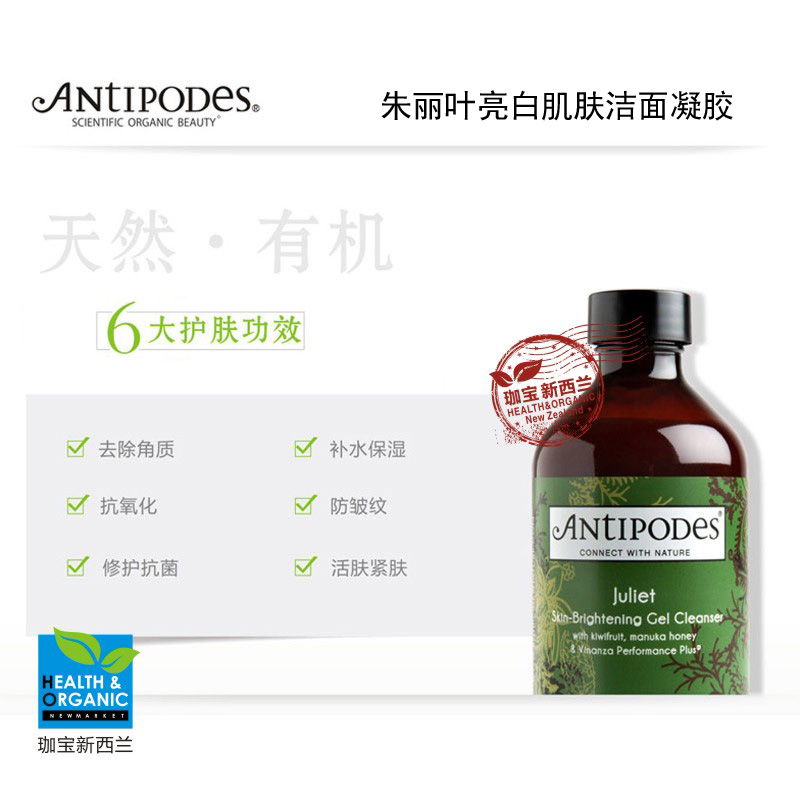 ANTIPODES®
SCIENTIFIC ORGANIC BEAUTY®
朱丽叶亮白肌肤洁面凝胶
天然·有机
6大护肤功效
去除角质
补水保湿
抗氧化
防皱纹
修护抗菌
活肤紧肤
珈宝新西兰
HEALTH&ORGANIC
New Zealand
ANTIPODES®
CONNECT WITH NATURE
Juliet
Skin-Brightening Gel Cleanser
with kiwifruit, manuka honey
& Vinanza Performance Plus®
HEALTH &
ORGANIC
NEWMARKET
珈宝新西兰